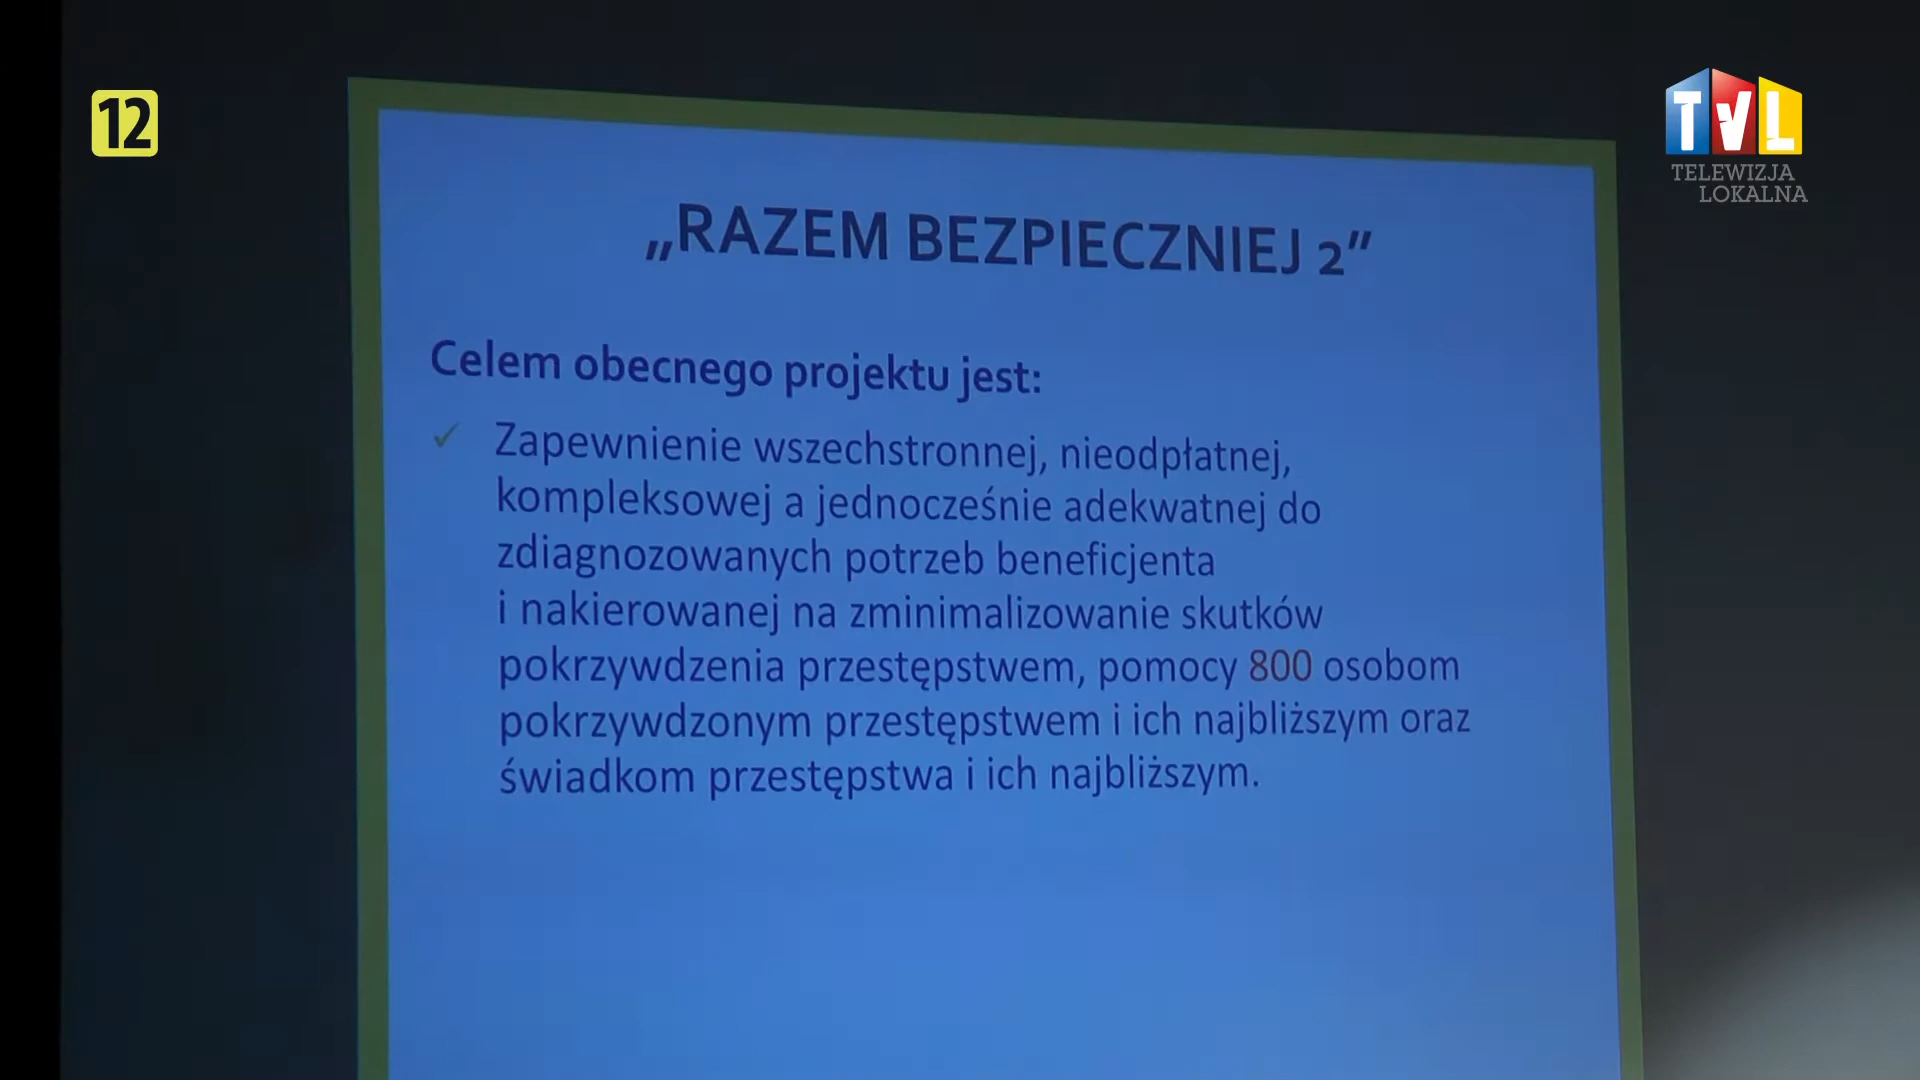 12
TVL
TELEWIZJA
LOKALNA
„RAZEM BEZPIECZNIEJ 2”
Celem obecnego projektu jest:
✓ Zapewnienie wszechstronnej, nieodpłatnej,
kompleksowej a jednocześnie adekwatnej do
zdiagnozowanych potrzeb beneficjenta
i nakierowanej na zminimalizowanie skutków
pokrzywdzenia przestępstwem, pomocy 800 osobom
pokrzywdzonym przestępstwem i ich najbliższym oraz
świadkom przestępstwa i ich najbliższym.